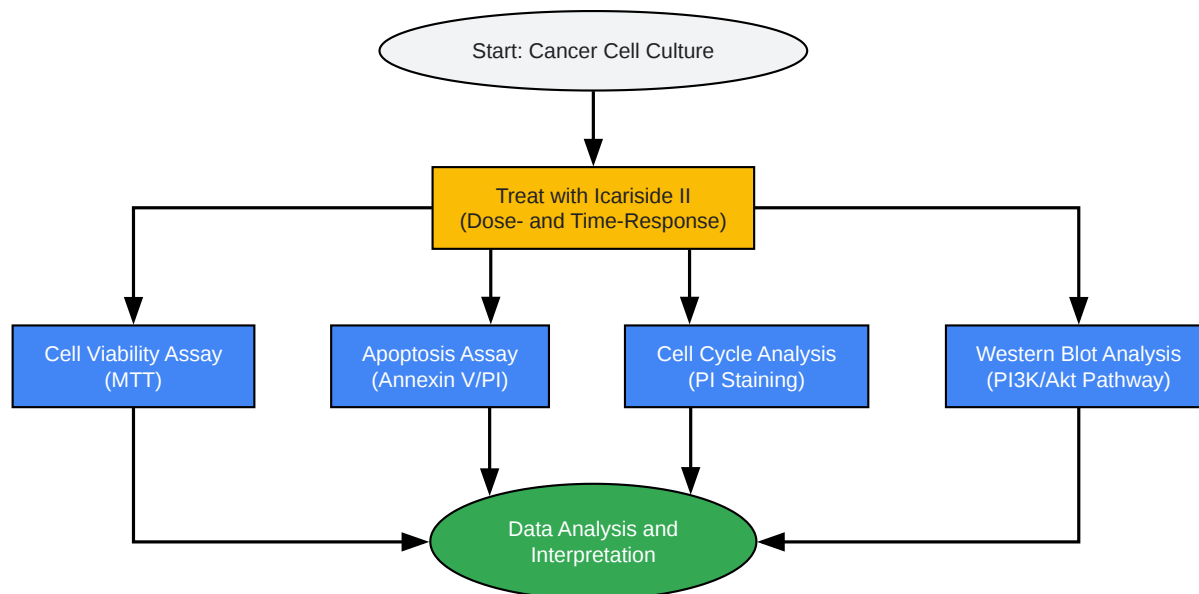 Start: Cancer Cell Culture
Treat with Icariside II
(Dose- and Time-Response)
Cell Viability Assay
(MTT)
Apoptosis Assay
(Annexin V/PI)
Cell Cycle Analysis
(PI Staining)
Western Blot Analysis
(PI3K/Akt Pathway)
Data Analysis and
Interpretation